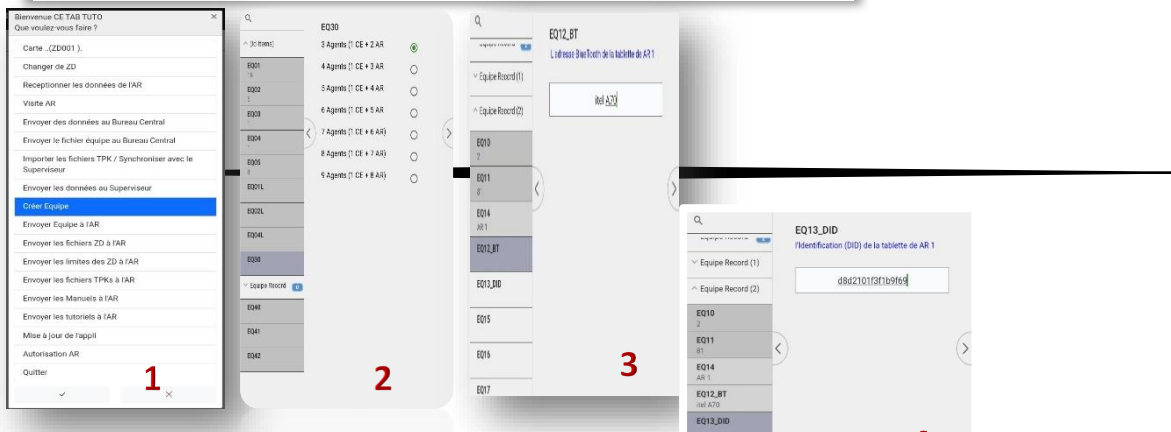 Bienvenue CE TAB TUTO
Que voulez-vous faire ?
Carte ..(ZD001 ).
Changer de ZD
Receptionner les données de l'AR
Visite AR
Envoyer des données au Bureau Central
Envoyer le fichier équipe au Bureau Central
Importer les fichiers TPK / Synchroniser avec le
Superviseur
Envoyer les données au Superviseur
Créer Equipe
Envoyer Equipe à l'AR
Envoyer les fichiers ZD à l'AR
Envoyer les limites des ZD à l'AR
Envoyer les fichiers TPKs à l'AR
Envoyer les Manuels à l'AR
Envoyer les tutoriels à l'AR
Mise à jour de l'appli
Autorisation AR
Quitter
1
EQ01
EQ02
EQ03
EQ04
EQ05
EQ01L
EQ02L
EQ04L
EQ30
Equipe Record 0
EQ40
EQ41
EQ42
EQ30
3 Agents (1 CE + 2 AR
4 Agents (1 CE + 3 AR
5 Agents (1 CE + 4 AR
6 Agents (1 CE + 5 AR
7 Agents (1 CE + 6 AR)
8 Agents (1 CE + 7 AR)
9 Agents (1 CE + 8 AR)
2
Equipe Record (1)
Equipe Record (2)
EQ10
2
EQ11
EQ14
AR 1
EQ12_BT
EQ13_DID
EQ15
EQ16
EQ17
EQ12_BT
L'adresse BlueTooth de la tablette de AR 1
itel A70
3
Equipe Record (1)
Equipe Record (2)
EQ10
2
EQ11
81
EQ14
AR 1
EQ12_BT
itel A70
EQ13_DID
EQ13_DID
l'Identification (DID) de la tablette de AR 1
d8d2101f3f1b9f69